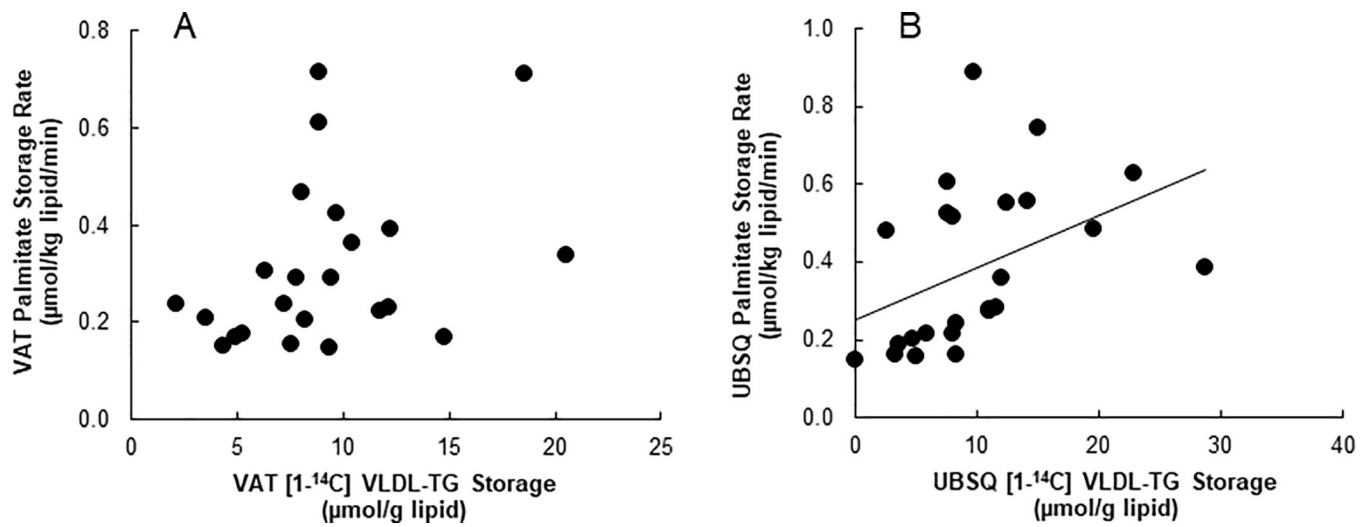 A
VAT Palmitate Storage Rate
(µmol/kg lipid/min)
0.8
0.6
0.4
0.2
0.0
0
5
10
15
20
25
VAT [1-¹⁴C] VLDL-TG Storage
(µmol/g lipid)
B
UBSQ Palmitate Storage Rate
(µmol/kg lipid/min)
1.0
0.8
0.6
0.4
0.2
0.0
0
10
20
30
40
UBSQ [1-¹⁴C] VLDL-TG Storage
(µmol/g lipid)